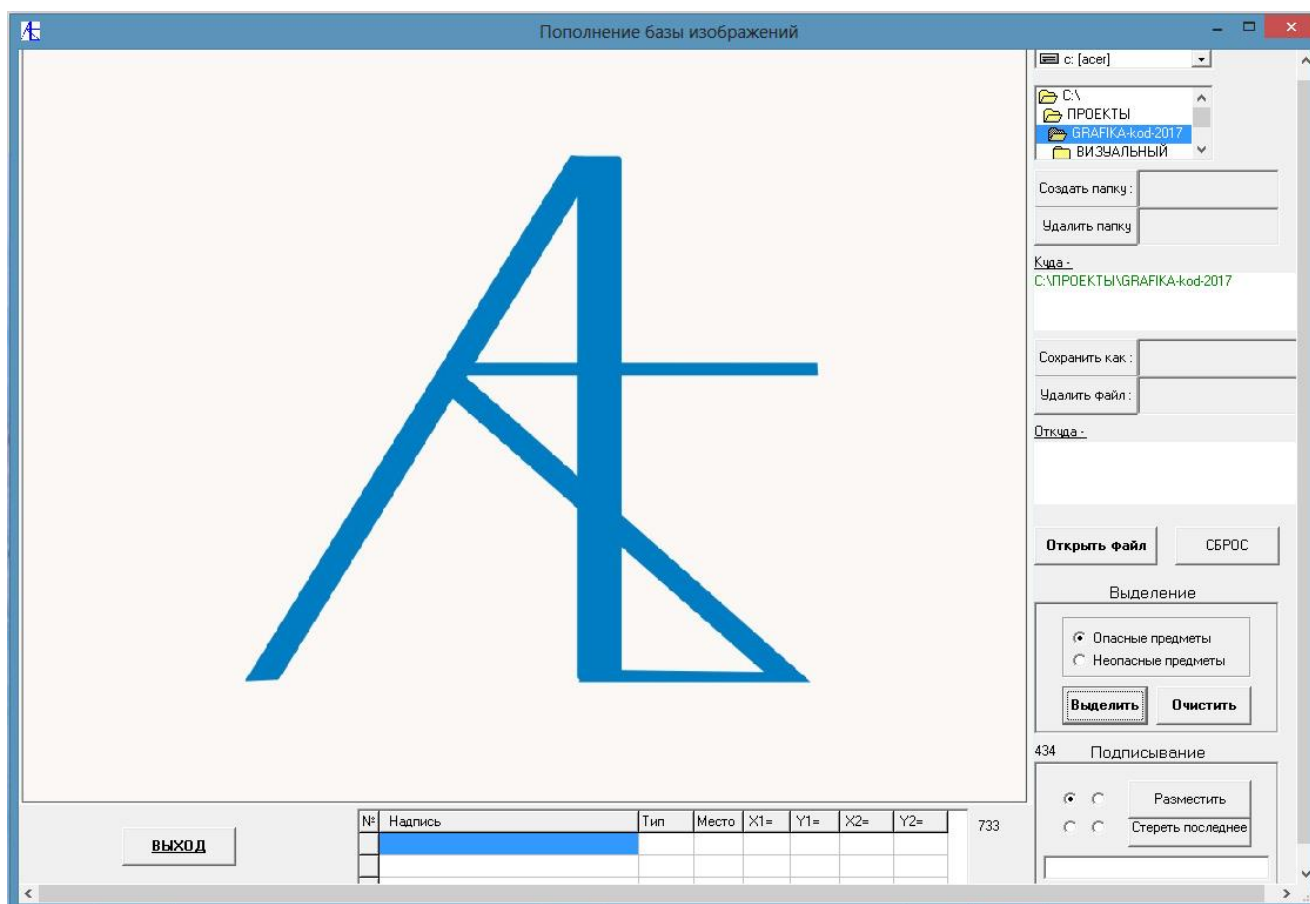 Пополнение базы изображений
c: [acer]
C:\
ПРОЕКТЫ
GRAFIKA-kod-2017
ВИЗУАЛЬНЫЙ
Создать папку :
Удалить папку
Куда -
C:\ПРОЕКТЫ\GRAFIKA-kod-2017
Сохранить как :
Удалить файл :
Откуда -
Открыть файл СБРОС
Выделение
Опасные предметы
Неопасные предметы
Выделить Очистить
434 Подписывание
Разместить
Стереть последнее
№ Надпись Тип Место X1= Y1= X2= Y2= 733
ВЫХОД